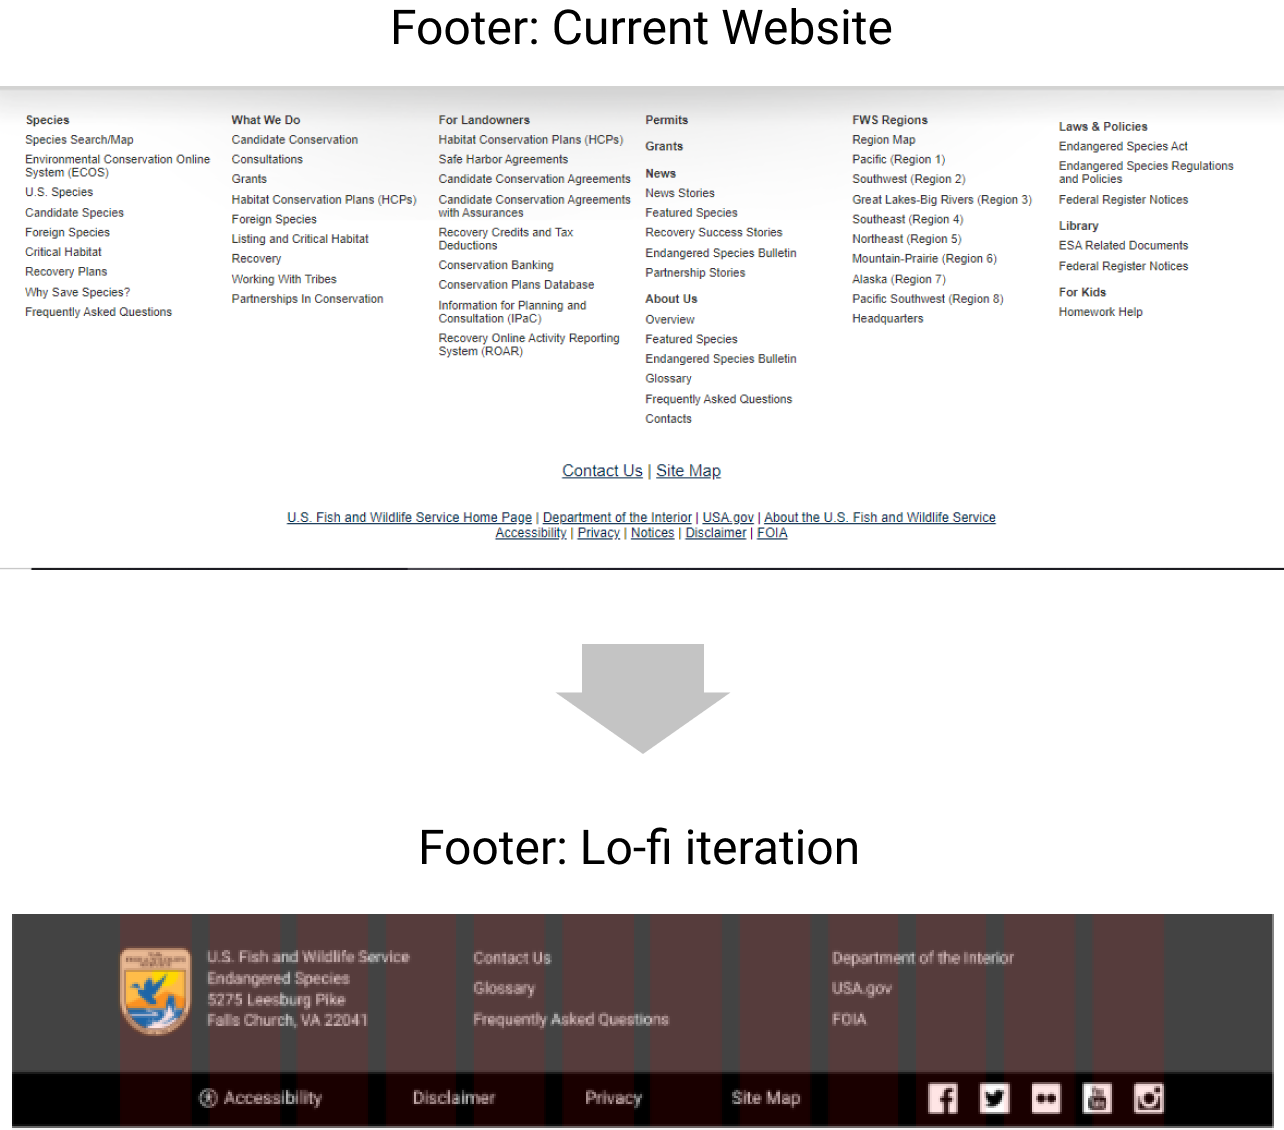 Footer: Current Website
Species
Species Search/Map
Environmental Conservation Online
System (ECOS)
U.S. Species
Candidate Species
Foreign Species
Critical Habitat
Recovery Plans
Why Save Species?
Frequently Asked Questions
What We Do
Candidate Conservation
Consultations
Grants
Habitat Conservation Plans (HCPs)
Foreign Species
Listing and Critical Habitat
Recovery
Working With Tribes
Partnerships In Conservation
For Landowners
Habitat Conservation Plans (HCPs)
Safe Harbor Agreements
Candidate Conservation Agreements
Candidate Conservation Agreements
with Assurances
Recovery Credits and Tax
Deductions
Conservation Banking
Conservation Plans Database
Information for Planning and
Consultation (IPaC)
Recovery Online Activity Reporting
System (ROAR)
Permits
Grants
News
News Stories
Featured Species
Recovery Success Stories
Endangered Species Bulletin
Partnership Stories
About Us
Overview
Featured Species
Endangered Species Bulletin
Glossary
Frequently Asked Questions
Contacts
FWS Regions
Region Map
Pacific (Region 1)
Southwest (Region 2)
Great Lakes-Big Rivers (Region 3)
Southeast (Region 4)
Northeast (Region 5)
Mountain-Prairie (Region 6)
Alaska (Region 7)
Pacific Southwest (Region 8)
Headquarters
Laws & Policies
Endangered Species Act
Endangered Species Regulations
and Policies
Federal Register Notices
Library
ESA Related Documents
Federal Register Notices
For Kids
Homework Help
Contact Us | Site Map
U.S. Fish and Wildlife Service Home Page | Department of the Interior | USA.gov | About the U.S. Fish and Wildlife Service
Accessibility | Privacy | Notices | Disclaimer | FOIA
Footer: Lo-fi iteration
U.S. Fish and Wildlife Service
Endangered Species
5275 Leesburg Pike
Falls Church, VA 22041
Contact Us
Glossary
Frequently Asked Questions
Department of the Interior
USA.gov
FOIA
Accessibility
Disclaimer
Privacy
Site Map